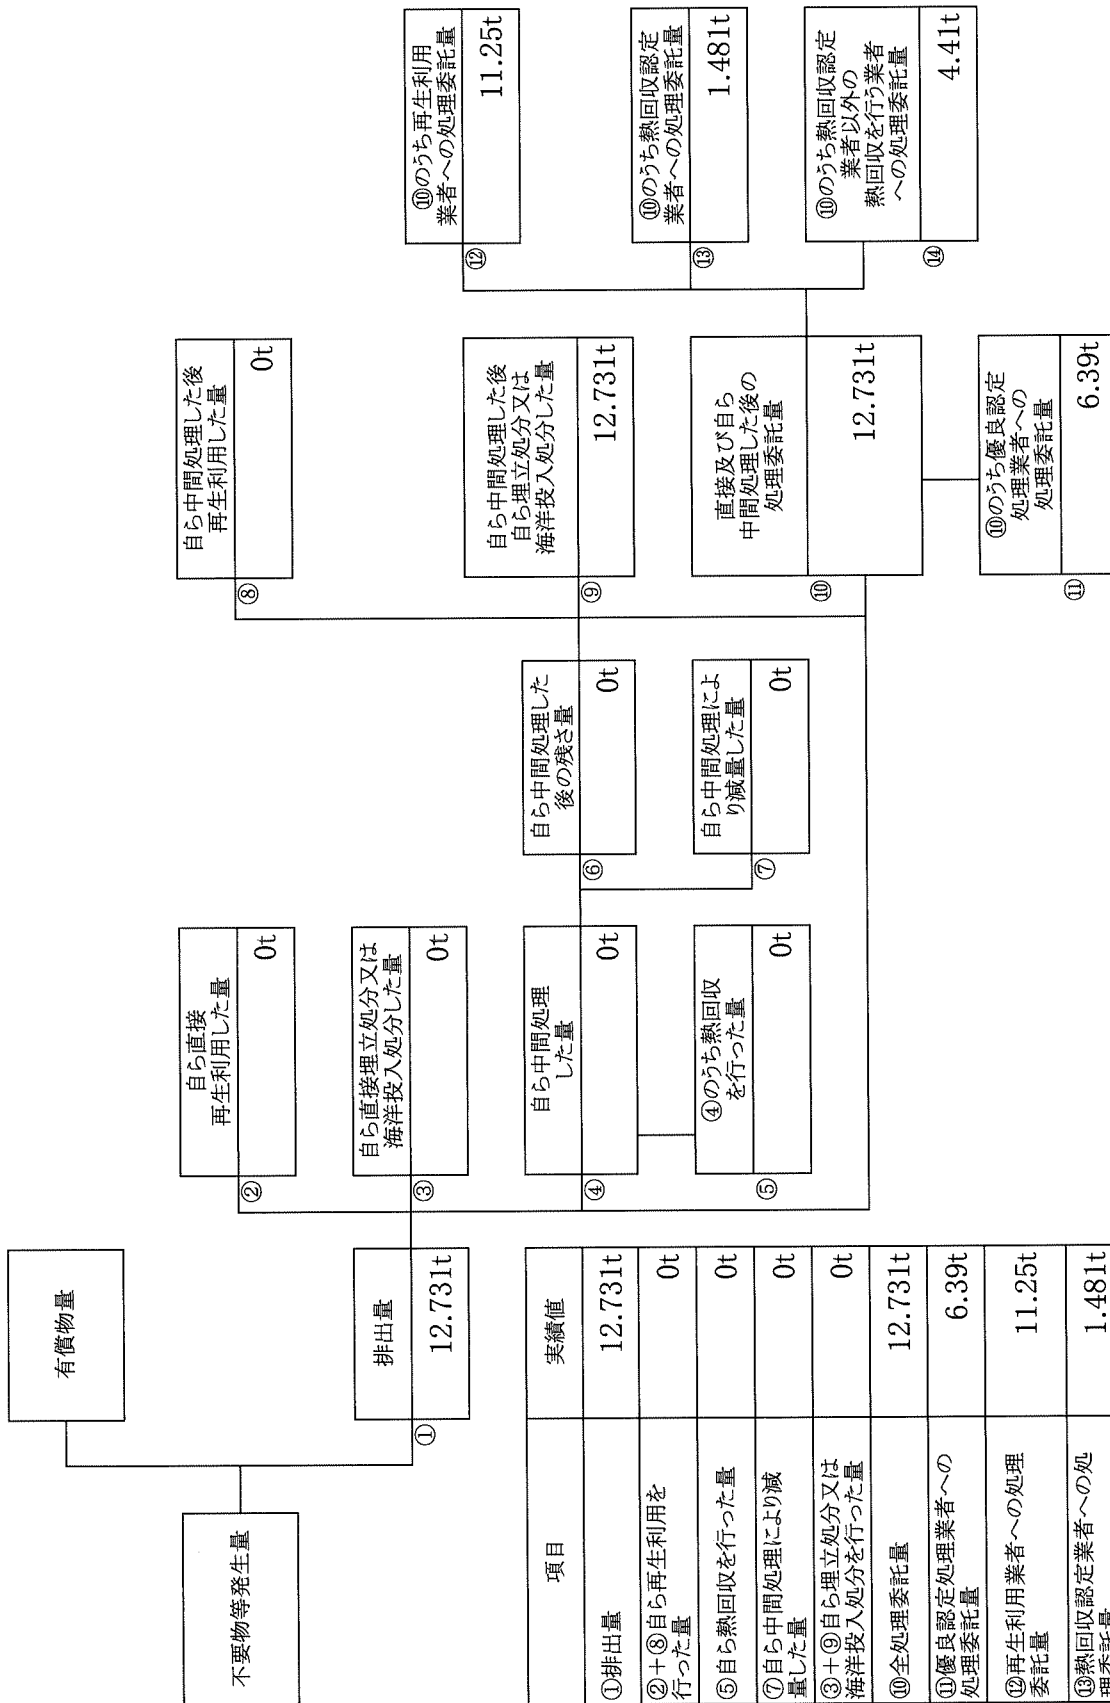 有償物量
不要物等発生量
排出量
①
12.731t
自ら直接
再生利用した量
②
0t
自ら直接埋立処分又は
海洋投入処分した量
③
0t
自ら中間処理
した量
④
0t
④のうち熱回収
を行った量
⑤
0t
自ら中間処理した
後の残さ量
⑥
0t
自ら中間処理によ
り減量した量
⑦
0t
自ら中間処理した後
再生利用した量
⑧
0t
自ら中間処理した後
自ら埋立処分又は
海洋投入処分した量
⑨
12.731t
直接及び自ら
中間処理した後の
処理委託量
⑩
12.731t
⑩のうち優良認定
処理業者への
処理委託量
⑪
6.39t
⑩のうち再生利用
業者への処理委託量
⑫
11.25t
⑩のうち熱回収認定
業者への処理委託量
⑬
1.481t
⑩のうち熱回収認定
業者以外の
熱回収を行う業者
への処理委託量
⑭
4.41t
項目
実績値
①排出量
12.731t
②+⑧自ら再生利用を
行った量
0t
⑤自ら熱回収を行った量
0t
⑦自ら中間処理により減
量した量
0t
③+⑨自ら埋立処分又は
海洋投入処分を行った量
0t
⑩全処理委託量
12.731t
⑪優良認定処理業者への
処理委託量
6.39t
⑫再生利用業者への処理
委託量
11.25t
⑬熱回収認定業者への処
理委託量
1.481t